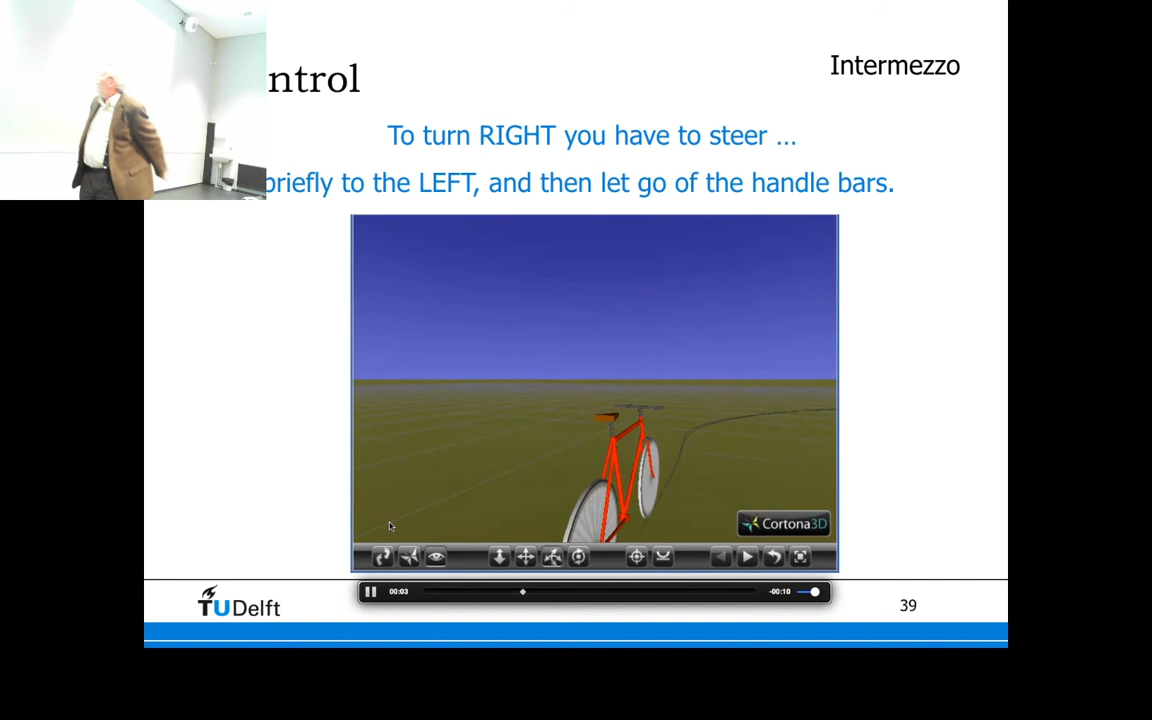 ntrol
Intermezzo
To turn RIGHT you have to steer ...
briefly to the LEFT, and then let go of the handle bars.
Cortona3D
00:03
-00:10
TUDelft
39